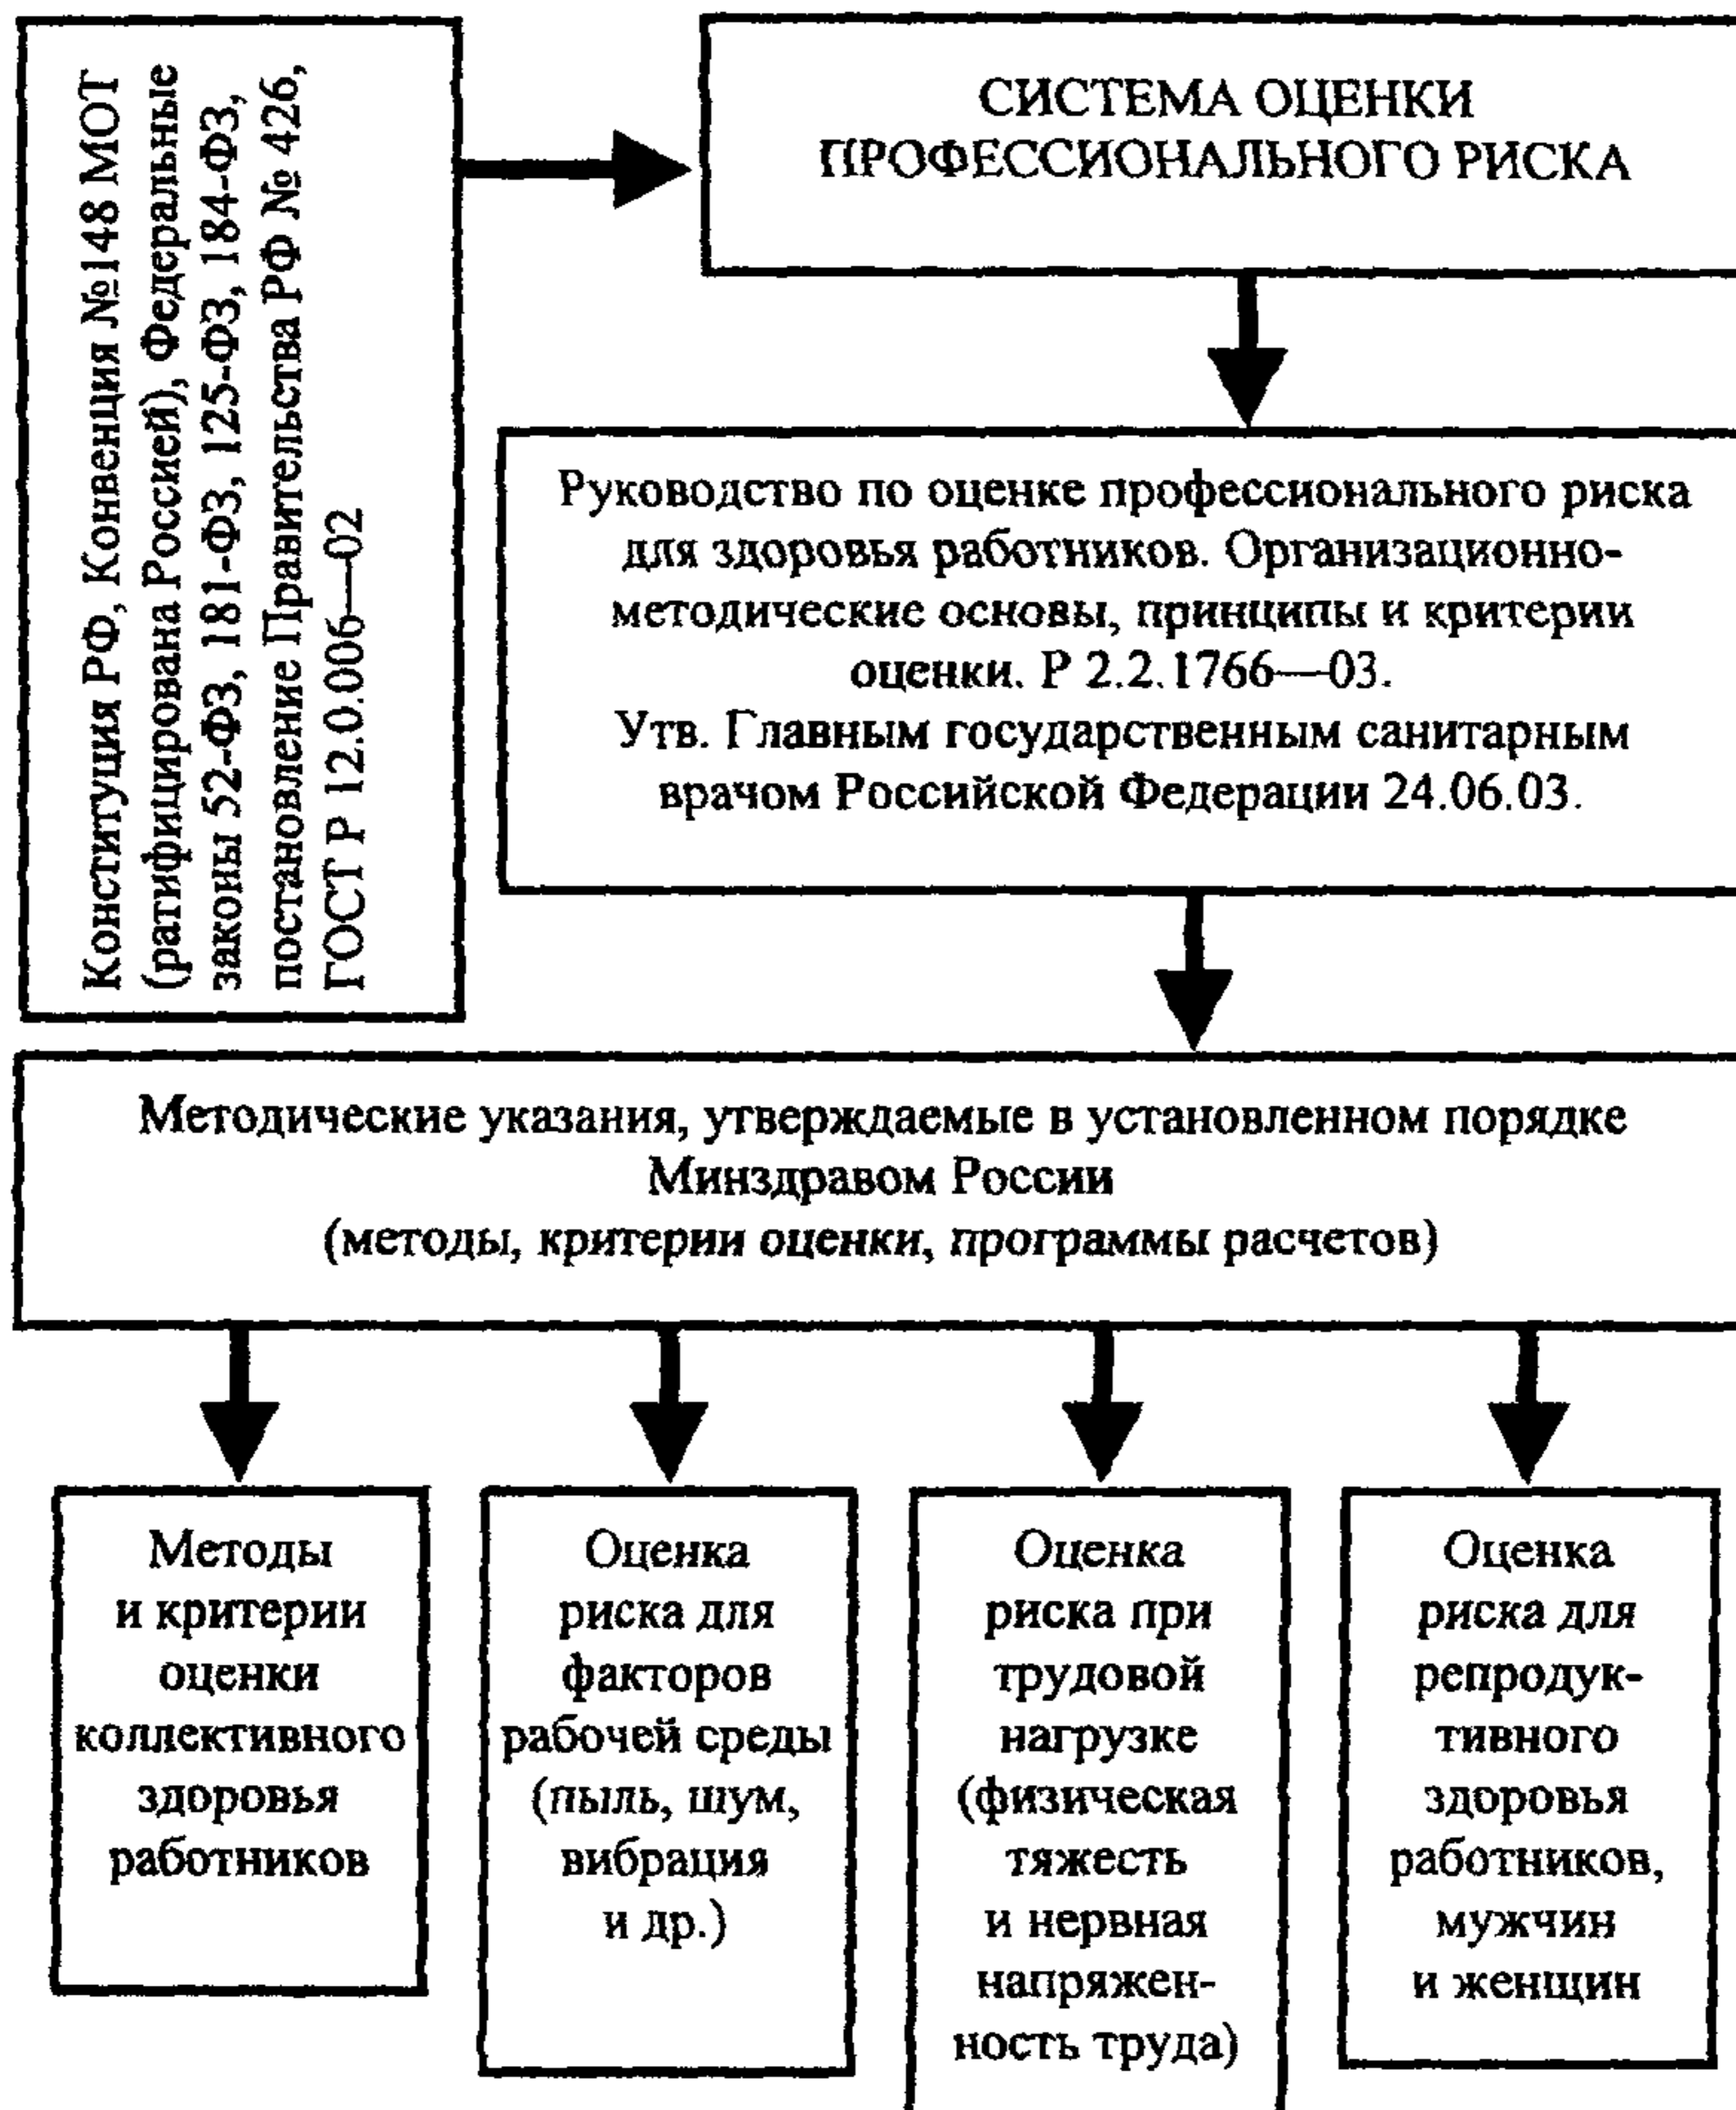 Конституция РФ, Конвенция №148 МОТ
(ратифицирована Россией), Федеральные
законы 52-ФЗ, 181-ФЗ, 125-ФЗ, 184-ФЗ,
постановление Правительства РФ № 426,
ГОСТ Р 12.0.006—02
СИСТЕМА ОЦЕНКИ
ПРОФЕССИОНАЛЬНОГО РИСКА
Руководство по оценке профессионального риска
для здоровья работников. Организационно-
методические основы, принципы и критерии
оценки. Р 2.2.1766—03.
Утв. Главным государственным санитарным
врачом Российской Федерации 24.06.03.
Методические указания, утверждаемые в установленном порядке
Минздравом России
(методы, критерии оценки, программы расчетов)
Методы
и критерии
оценки
коллективного
здоровья
работников
Оценка
риска для
факторов
рабочей среды
(пыль, шум,
вибрация
и др.)
Оценка
риска при
трудовой
нагрузке
(физическая
тяжесть
и нервная
напряжен-
ность труда)
Оценка
риска для
репродук-
тивного
здоровья
работников,
мужчин
и женщин